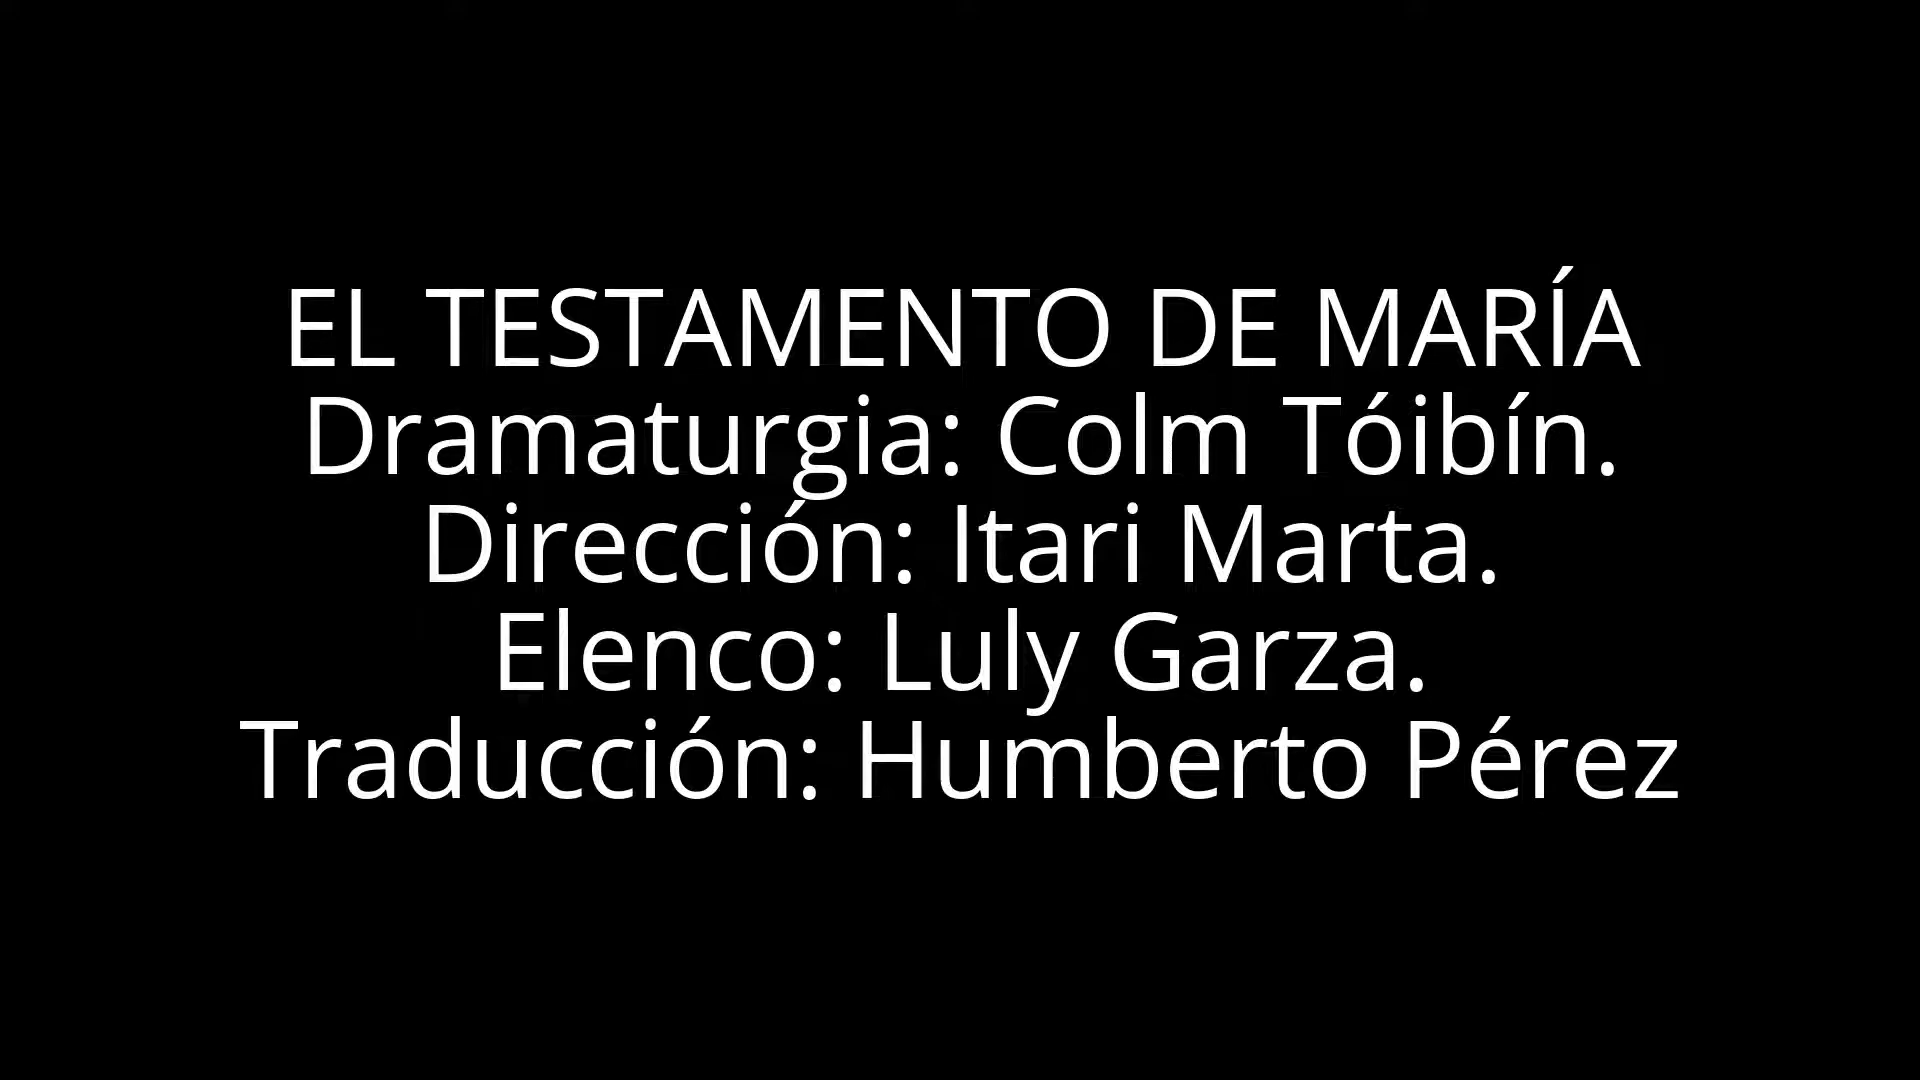 EL TESTAMENTO DE MARÍA
Dramaturgia: Colm Tóibín.
Dirección: Itari Marta.
Elenco: Luly Garza.
Traducción: Humberto Pérez